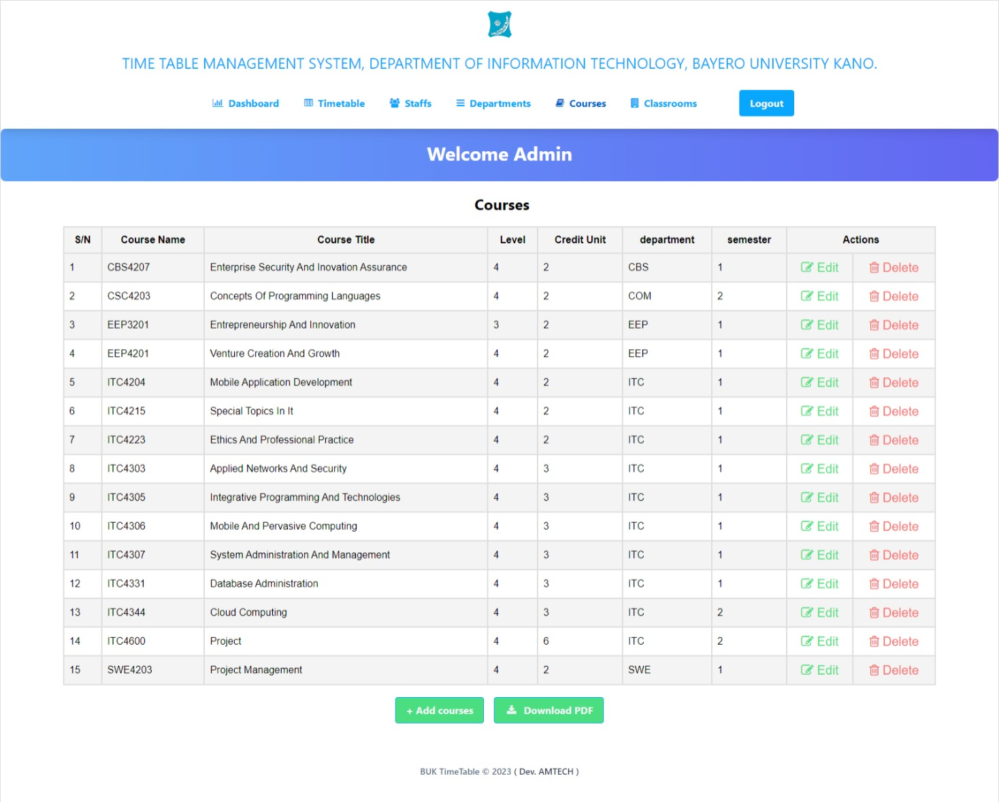 TIME TABLE MANAGEMENT SYSTEM, DEPARTMENT OF INFORMATION TECHNOLOGY, BAYERO UNIVERSITY KANO.
Dashboard Timetable Staffs Departments Courses Classrooms Logout
Welcome Admin
Courses
S/N Course Name Course Title Level Credit Unit department semester Actions
1 CBS4207 Enterprise Security And Inovation Assurance 4 2 CBS 1 Edit Delete
2 CSC4203 Concepts Of Programming Languages 4 2 COM 2 Edit Delete
3 EEP3201 Entrepreneurship And Innovation 3 2 EEP 1 Edit Delete
4 EEP4201 Venture Creation And Growth 4 2 EEP 1 Edit Delete
5 ITC4204 Mobile Application Development 4 2 ITC 1 Edit Delete
6 ITC4215 Special Topics In It 4 2 ITC 1 Edit Delete
7 ITC4223 Ethics And Professional Practice 4 2 ITC 1 Edit Delete
8 ITC4303 Applied Networks And Security 4 3 ITC 1 Edit Delete
9 ITC4305 Integrative Programming And Technologies 4 3 ITC 1 Edit Delete
10 ITC4306 Mobile And Pervasive Computing 4 3 ITC 1 Edit Delete
11 ITC4307 System Administration And Management 4 3 ITC 1 Edit Delete
12 ITC4331 Database Administration 4 3 ITC 1 Edit Delete
13 ITC4344 Cloud Computing 4 3 ITC 2 Edit Delete
14 ITC4600 Project 4 6 ITC 2 Edit Delete
15 SWE4203 Project Management 4 2 SWE 1 Edit Delete
+ Add courses Download PDF
BUK TimeTable © 2023 ( Dev. AMTECH )